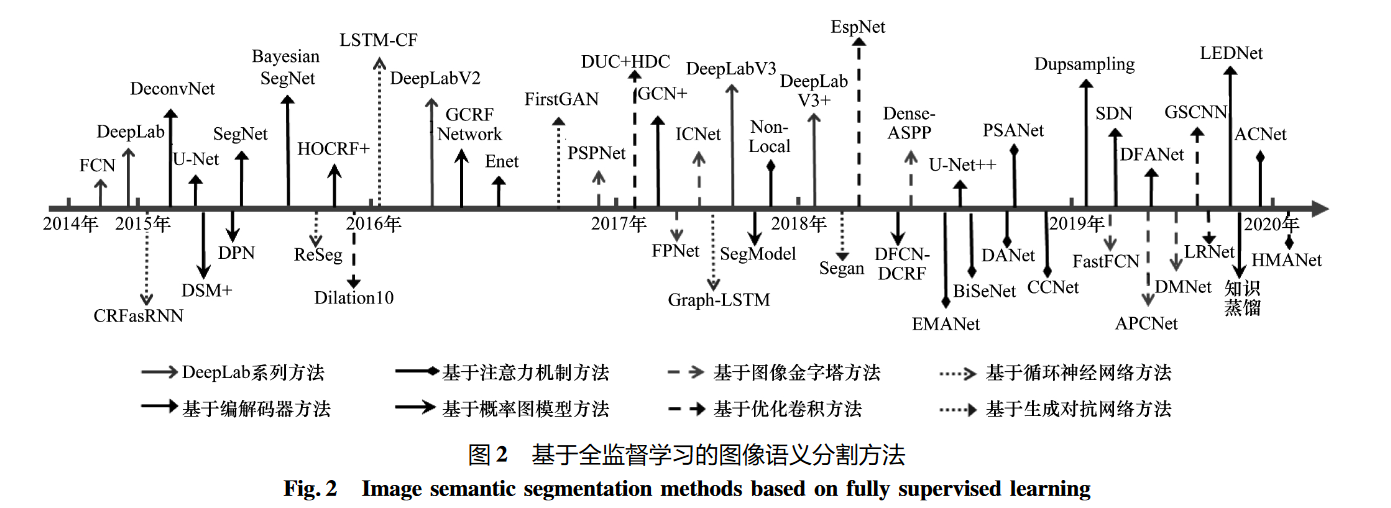 EspNet
LSTM-CF
Bayesian
SegNet
DUC+HDC
DeepLabV3
Dupsampling
LEDNet
DeconvNet
DeepLabV2
DeepLab
V3+
FirstGAN
GCN+
GCRF
Network
Dense-
ASPP
SDN
GSCNN
DeepLab
SegNet
ICNet
Non-
Local
PSANet
ACNet
FCN
U-Net
HOCRF+
Enet
PSPNet
U-Net++
DFANet
2014年
2015年
2016年
2017年
2018年
2019年
2020年
DPN
ReSeg
FPNet
SegModel
Segan
DFCN-
DCRF
DANet
FastFCN
LRNet
HMANet
DSM+
Dilation10
Graph-LSTM
BiSeNet
CCNet
DMNet
知识
蒸馏
CRFasRNN
EMANet
APCNet
DeepLab系列方法
基于注意力机制方法
基于图像金字塔方法
基于循环神经网络方法
基于编解码器方法
基于概率图模型方法
基于优化卷积方法
基于生成对抗网络方法
图 2 基于全监督学习的图像语义分割方法
Fig. 2 Image semantic segmentation methods based on fully supervised learning